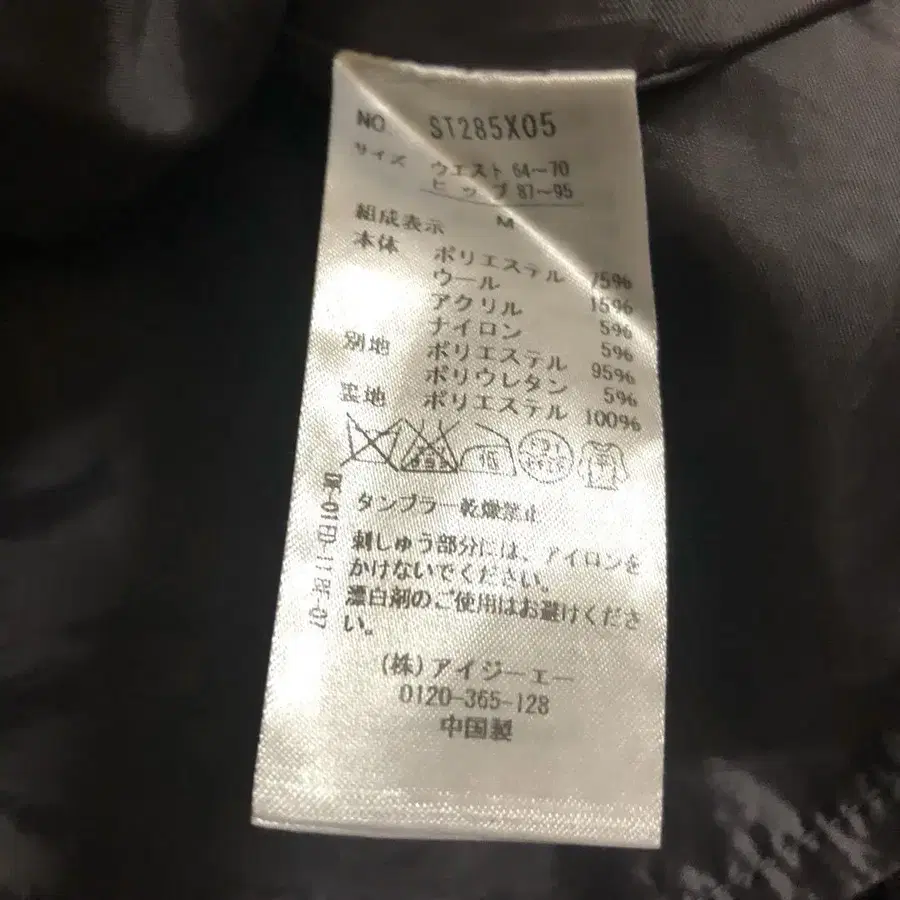 NO ST285X05
サイズ ウエスト 64〜70
ヒップ 87〜95
M
組成表示
本体 ポリエステル 75%
ウール 15%
アクリル 5%
ナイロン 5%
別地 ポリエステル 95%
ポリウレタン 5%
裏地 ポリエステル 100%
タンブラー乾燥禁止
刺しゅう部分には、アイロンを
かけないでください。
漂白剤のご使用はお避けくださ
い。
(株)アイジーエー
0120-365-128
中国製